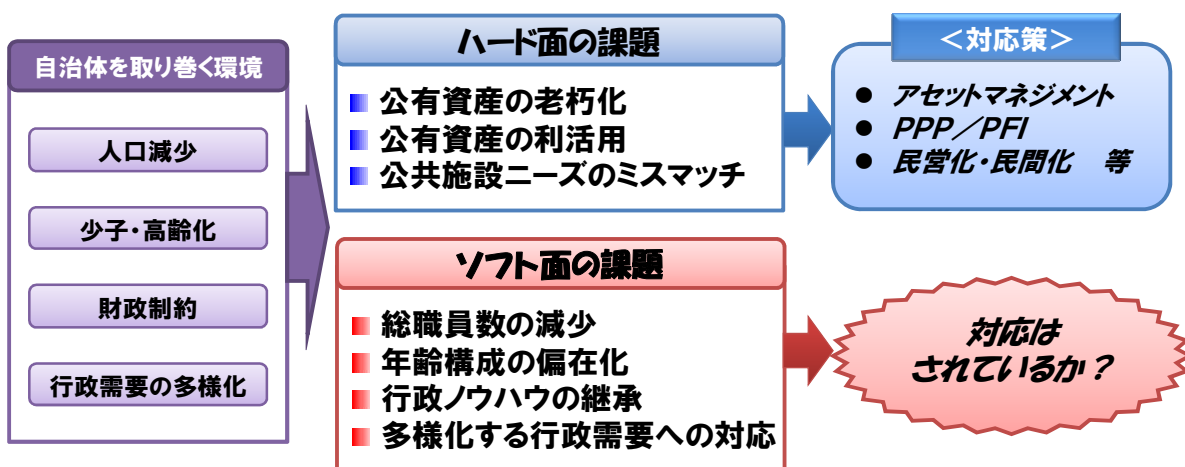 自治体を取り巻く環境
人口減少
少子・高齢化
財政制約
行政需要の多様化
ハード面の課題
公有資産の老朽化
公有資産の利活用
公共施設ニーズのミスマッチ
＜対応策＞
● アセットマネジメント
● PPP／PFI
● 民営化・民間化　等
ソフト面の課題
総職員数の減少
年齢構成の偏在化
行政ノウハウの継承
多様化する行政需要への対応
対応は
されているか？